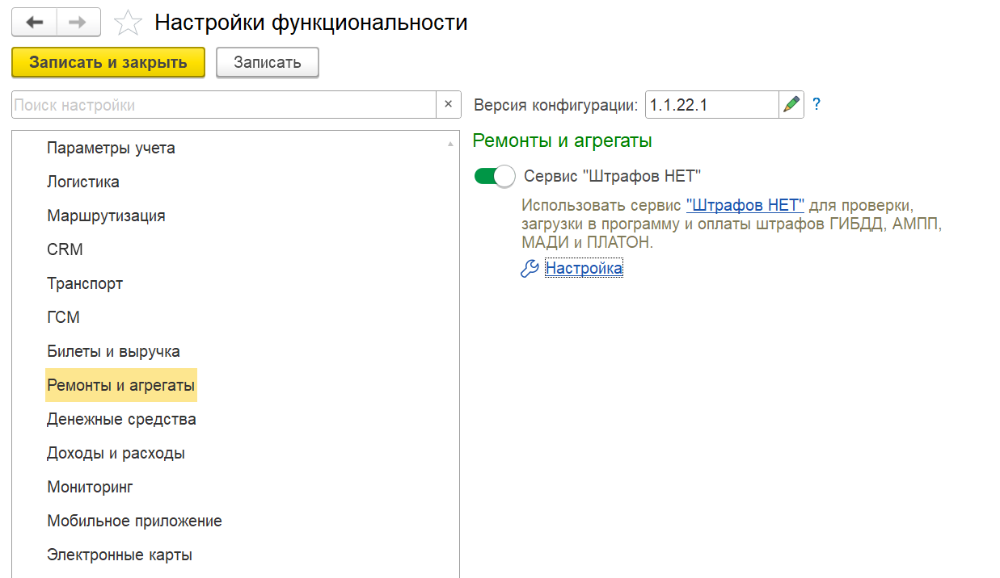 Настройки функциональности
Записать и закрыть
Записать
Поиск настройки
×
Версия конфигурации:
1.1.22.1
?
Параметры учета
Логистика
Маршрутизация
CRM
Транспорт
ГСМ
Билеты и выручка
Ремонты и агрегаты
Денежные средства
Доходы и расходы
Мониторинг
Мобильное приложение
Электронные карты
Ремонты и агрегаты
Сервис "Штрафов НЕТ"
Использовать сервис "Штрафов НЕТ" для проверки,
загрузки в программу и оплаты штрафов ГИБДД, АМПП,
МАДИ и ПЛАТОН.
Настройка